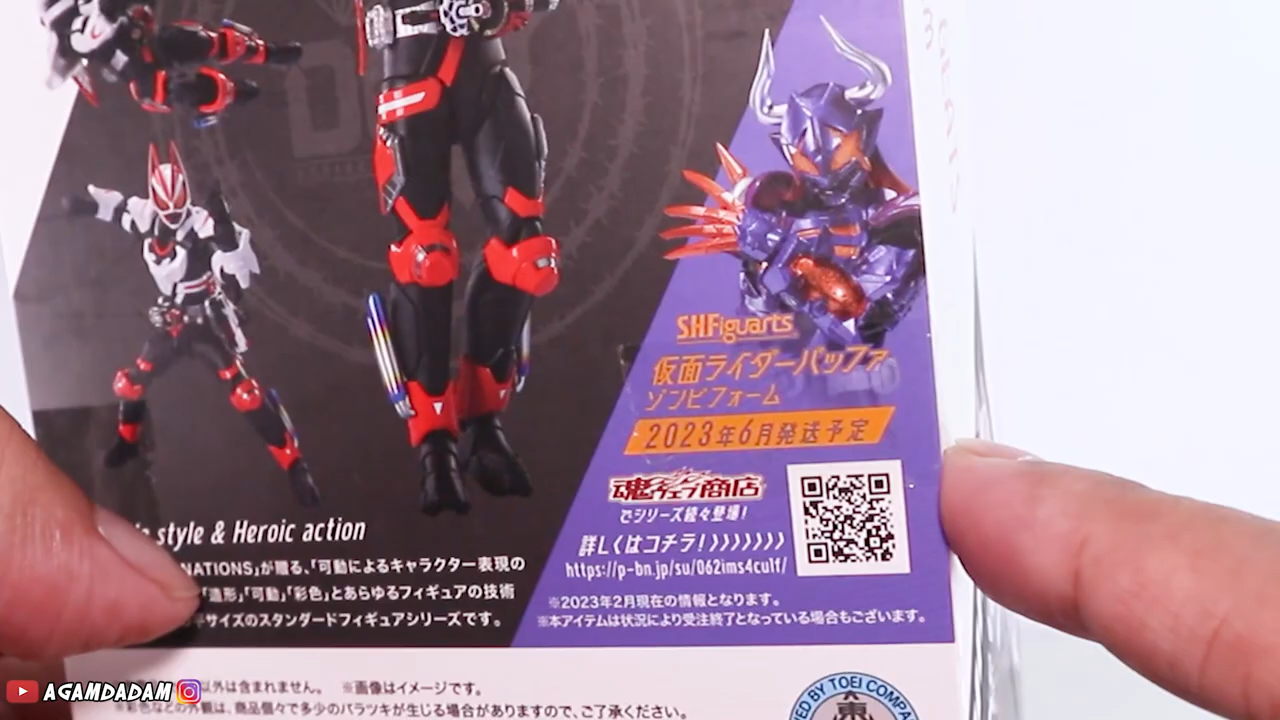 SHFiguarts
仮面ライダーバッファ
ゾンビフォーム
2023年6月発送予定
魂ウェブ商店
でシリーズ続々登場!
詳しくはコチラ!》》》》》》》
https://p-bn.jp/su/062ims4culf/
※2023年2月現在の情報となります。
※本アイテムは状況により受注終了となっている場合もございます。
style & Heroic action
NATIONS」が贈る、「可動によるキャラクター表現の
「造形」「可動」「彩色」とあらゆるフィギュアの技術
サイズのスタンダードフィギュアシリーズです。
以外は含まれません。 ※画像はイメージです。
※彩色などの外観は、商品個々で多少のバラツキが生じる場合がありますので、ご了承ください。
BY TOEI COMPA
AGAMDADAM